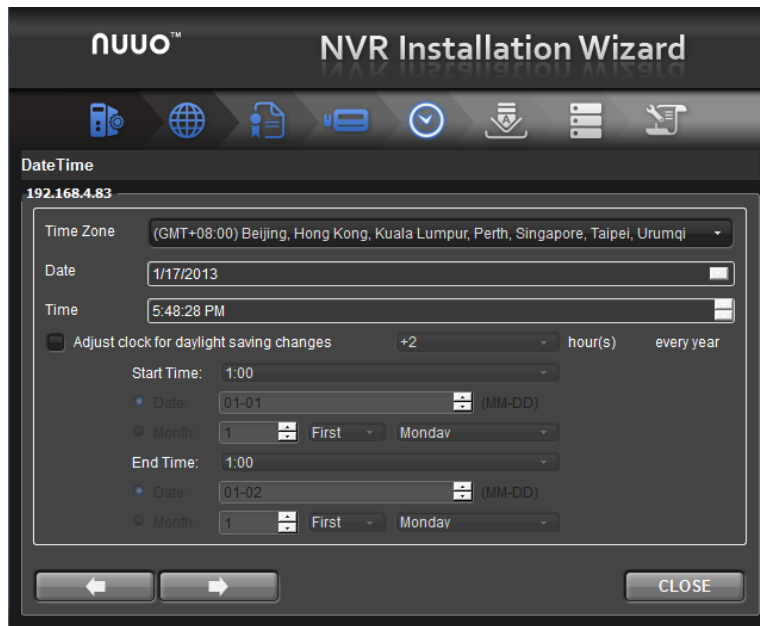 nuuo™
NVR Installation Wizard
DateTime
192.168.4.83
Time Zone (GMT+08:00) Beijing, Hong Kong, Kuala Lumpur, Perth, Singapore, Taipei, Urumqi
Date 1/17/2013
Time 5:48:28 PM
Adjust clock for daylight saving changes +2 hour(s) every year
Start Time: 1:00
Date: 01-01 (MM-DD)
Month: 1 First Monday
End Time: 1:00
Date: 01-02 (MM-DD)
Month: 1 First Monday
CLOSE